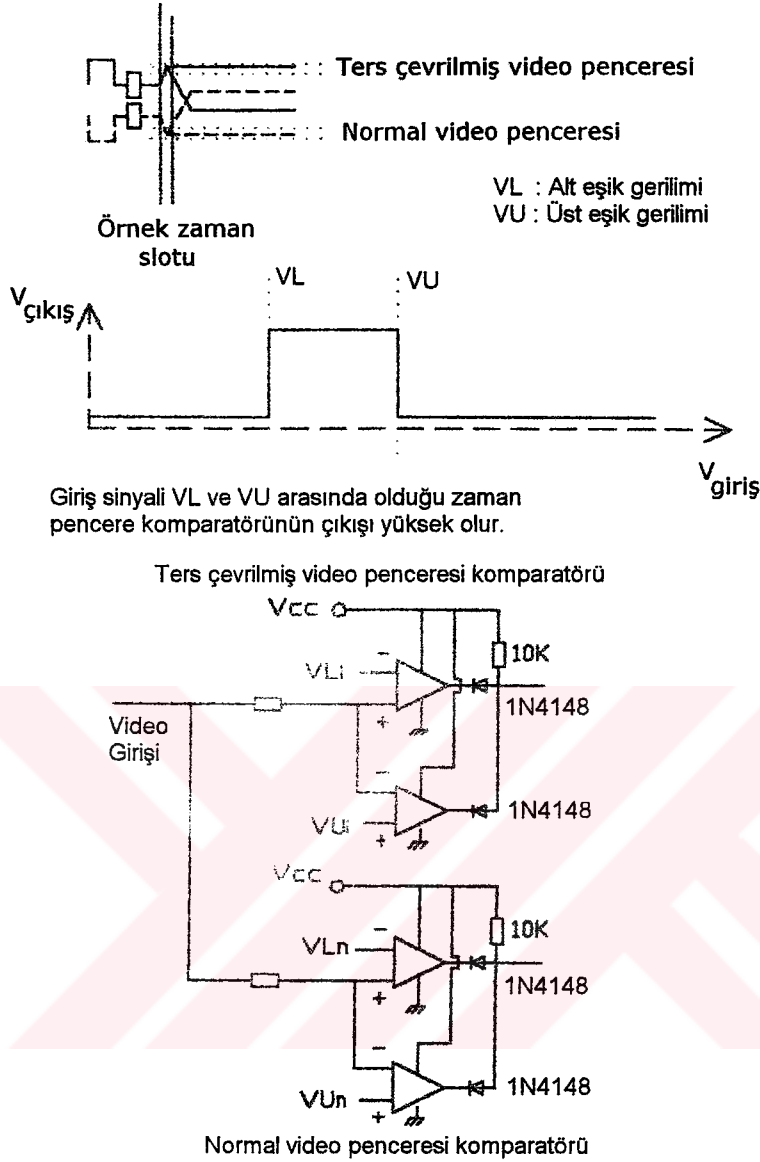 Ters çevrilmiş video penceresi
Normal video penceresi
VL : Alt eşik gerilimi
VU : Üst eşik gerilimi
Örnek zaman
slotu
VL
VU
Vçıkış
Vgiriş
Giriş sinyali VL ve VU arasında olduğu zaman
pencere komparatörünün çıkışı yüksek olur.
Ters çevrilmiş video penceresi komparatörü
Vcc
10K
-
VLi
1N4148
+
Video
Girişi
-
1N4148
VUi
+
Vcc
10K
-
VLn
1N4148
+
-
1N4148
VUn
+
Normal video penceresi komparatörü